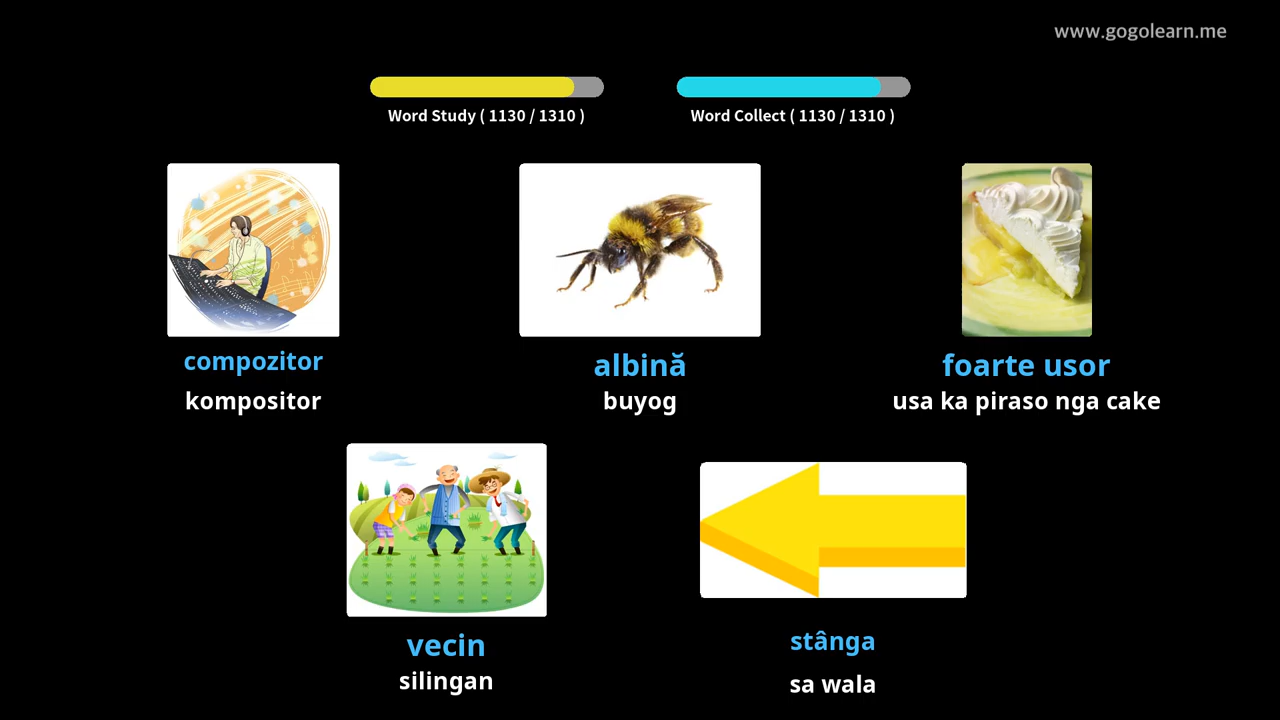 www.gogolearn.me
Word Study ( 1130 / 1310 )
Word Collect ( 1130 / 1310 )
compozitor
kompositor
albină
buyog
foarte usor
usa ka piraso nga cake
vecin
silingan
stânga
sa wala